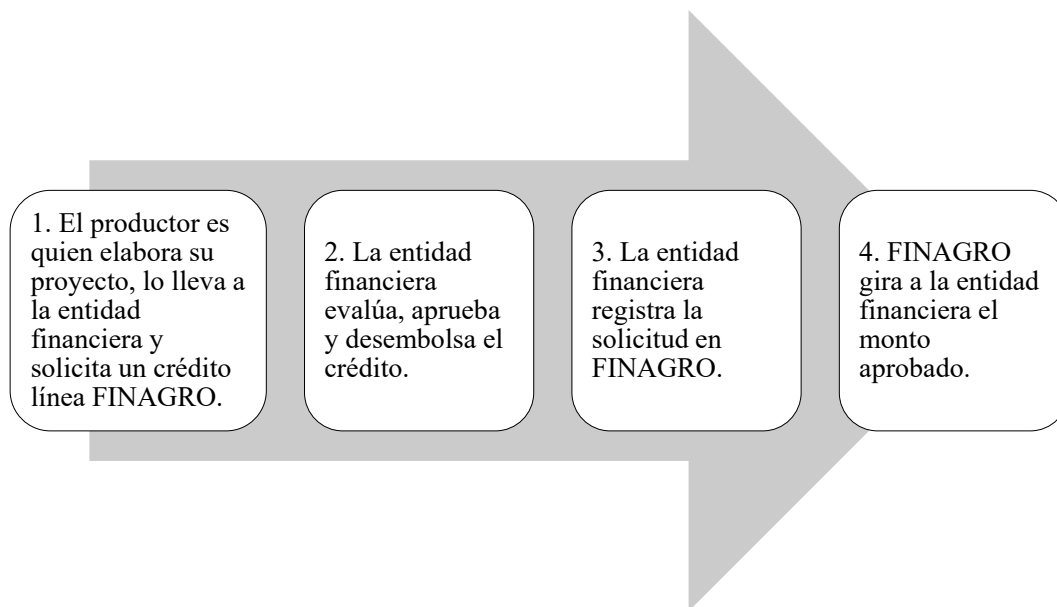 1. El productor es
quien elabora su
proyecto, lo lleva a
la entidad
financiera y
solicita un crédito
línea FINAGRO.
2. La entidad
financiera
evalúa, aprueba
y desembolsa el
crédito.
3. La entidad
financiera
registra la
solicitud en
FINAGRO.
4. FINAGRO
gira a la entidad
financiera el
monto
aprobado.